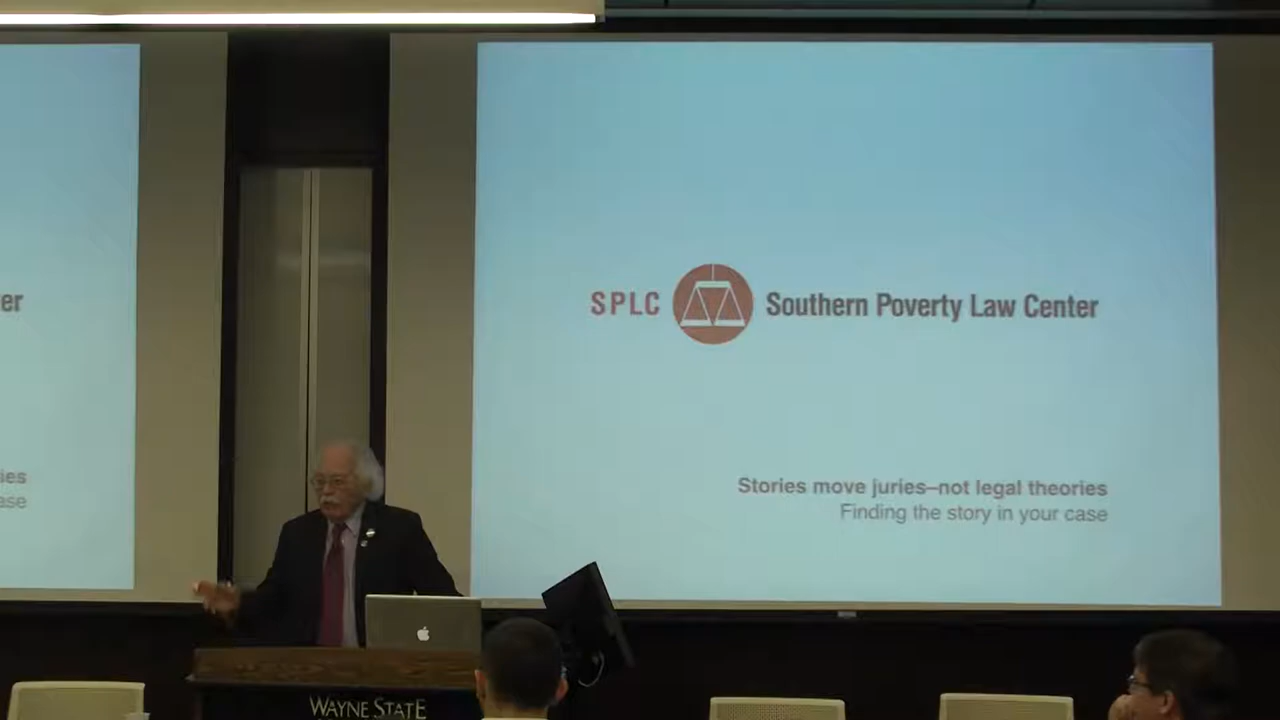 er
ies
ase
SPLC Southern Poverty Law Center
Stories move juries–not legal theories
Finding the story in your case
WAYNE STATE